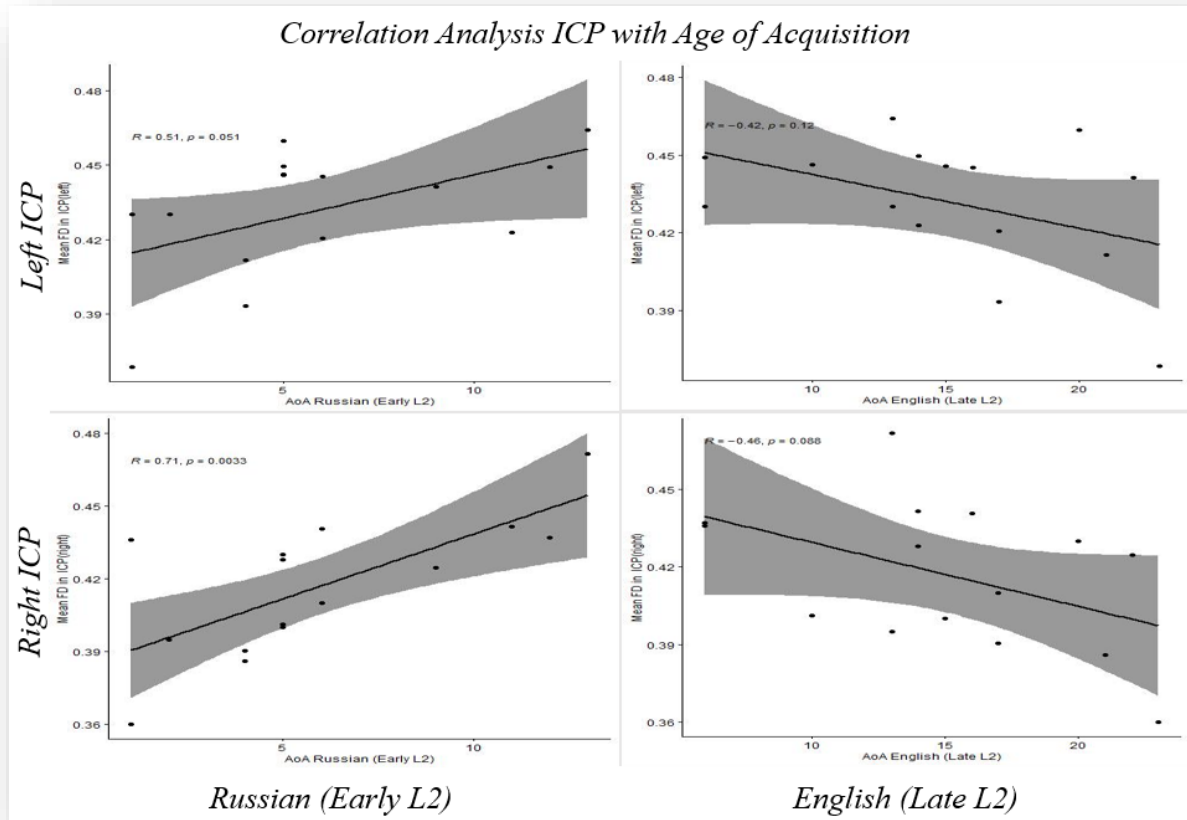 Correlation Analysis ICP with Age of Acquisition
Left ICP
Mean FD in ICP(left)
0.48
0.45
0.42
0.39
R = 0.51, p = 0.051
5
10
AoA Russian (Early L2)
Mean FD in ICP(left)
0.48
0.45
0.42
0.39
R = −0.42, p = 0.12
10
15
20
AoA English (Late L2)
Right ICP
Mean FD in ICP(right)
0.48
0.45
0.42
0.39
0.36
R = 0.71, p = 0.0033
5
10
AoA Russian (Early L2)
Mean FD in ICP(right)
0.45
0.42
0.39
0.36
R = −0.46, p = 0.088
10
15
20
AoA English (Late L2)
Russian (Early L2)
English (Late L2)